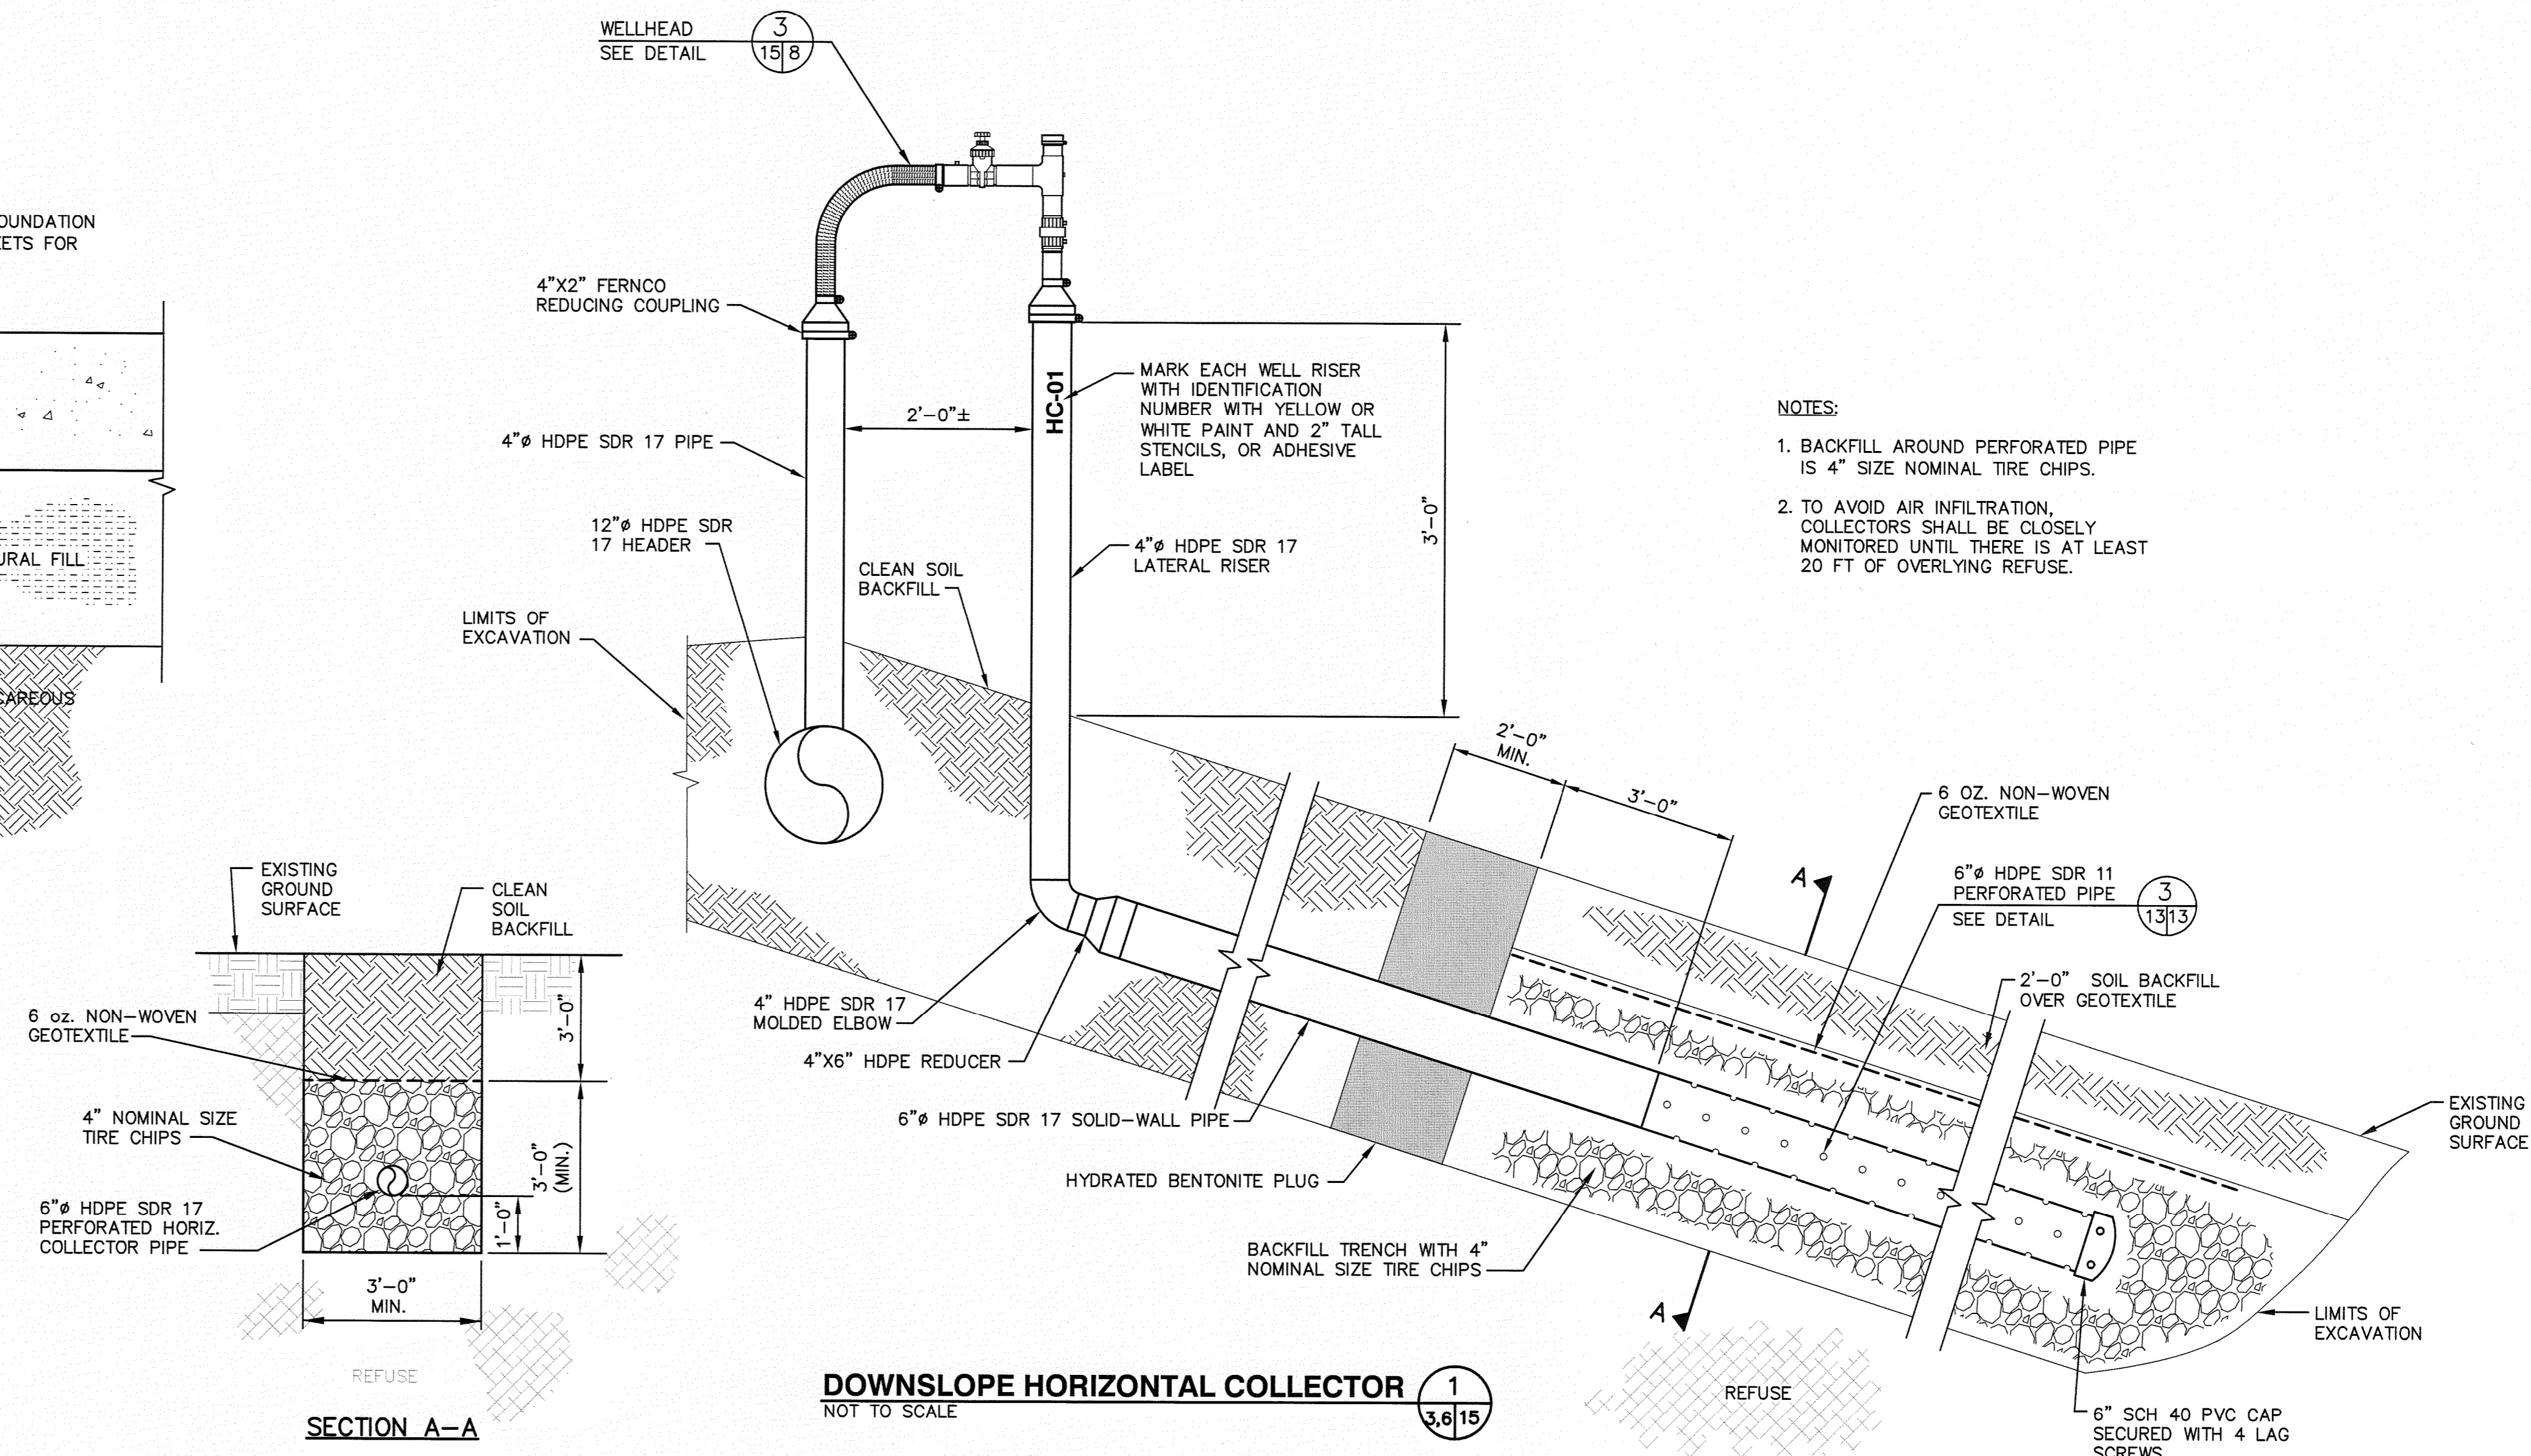 WELLHEAD
SEE DETAIL
3
15 8
OUNDATION
ETS FOR
URAL FILL
CAREOUS
4"X2" FERNCO
REDUCING COUPLING
4"ø HDPE SDR 17 PIPE
2'-0"±
HC-01
MARK EACH WELL RISER
WITH IDENTIFICATION
NUMBER WITH YELLOW OR
WHITE PAINT AND 2" TALL
STENCILS, OR ADHESIVE
LABEL
3'-0"
12"ø HDPE SDR
17 HEADER
CLEAN SOIL
BACKFILL
4"ø HDPE SDR 17
LATERAL RISER
LIMITS OF
EXCAVATION
NOTES:
1. BACKFILL AROUND PERFORATED PIPE
IS 4" SIZE NOMINAL TIRE CHIPS.
2. TO AVOID AIR INFILTRATION,
COLLECTORS SHALL BE CLOSELY
MONITORED UNTIL THERE IS AT LEAST
20 FT OF OVERLYING REFUSE.
2'-0"
MIN.
3'-0"
6 OZ. NON-WOVEN
GEOTEXTILE
A
6"ø HDPE SDR 11
PERFORATED PIPE
SEE DETAIL
3
13 13
2'-0" SOIL BACKFILL
OVER GEOTEXTILE
EXISTING
GROUND
SURFACE
4" HDPE SDR 17
MOLDED ELBOW
4"X6" HDPE REDUCER
6"ø HDPE SDR 17 SOLID-WALL PIPE
HYDRATED BENTONITE PLUG
BACKFILL TRENCH WITH 4"
NOMINAL SIZE TIRE CHIPS
A
LIMITS OF
EXCAVATION
REFUSE
6" SCH 40 PVC CAP
SECURED WITH 4 LAG
SCREWS
DOWNSLOPE HORIZONTAL COLLECTOR
NOT TO SCALE
1
3,6 15
EXISTING
GROUND
SURFACE
CLEAN
SOIL
BACKFILL
6 oz. NON-WOVEN
GEOTEXTILE
3'-0"
4" NOMINAL SIZE
TIRE CHIPS
3'-0"
(MIN.)
6"ø HDPE SDR 17
PERFORATED HORIZ.
COLLECTOR PIPE
1'-0"
3'-0"
MIN.
REFUSE
SECTION A-A